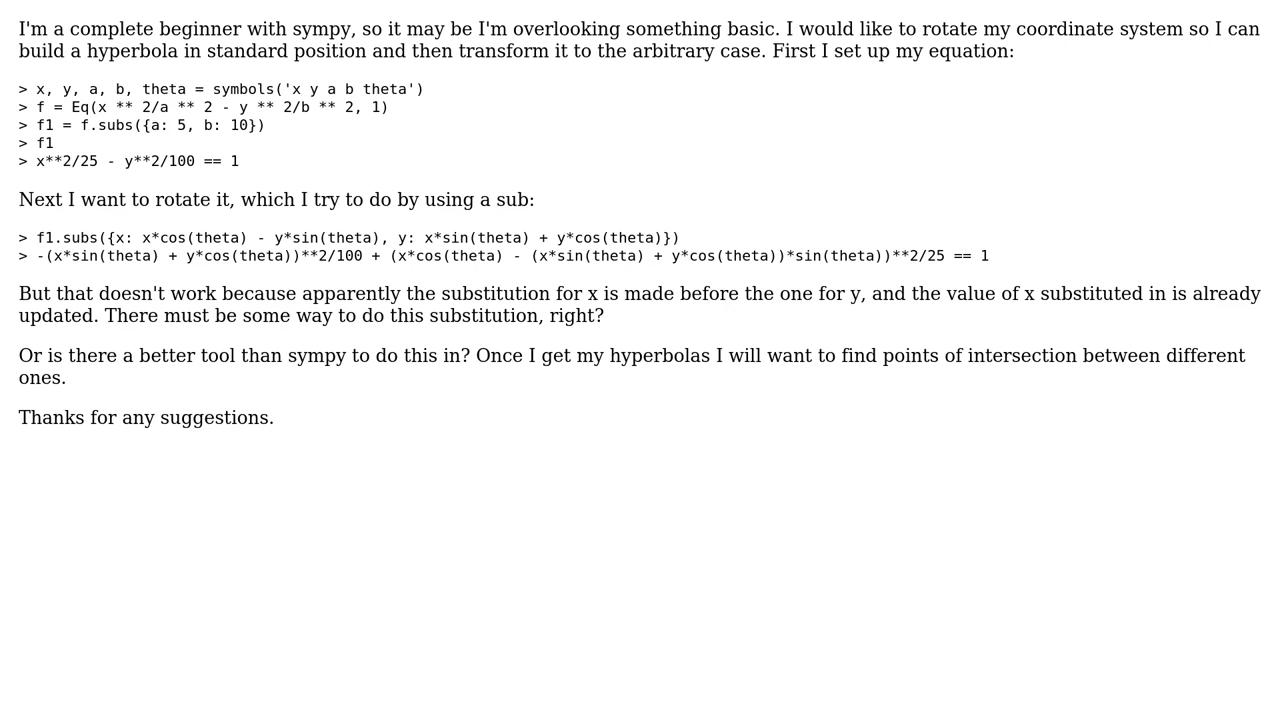 I'm a complete beginner with sympy, so it may be I'm overlooking something basic. I would like to rotate my coordinate system so I can
build a hyperbola in standard position and then transform it to the arbitrary case. First I set up my equation:
> x, y, a, b, theta = symbols('x y a b theta')
> f = Eq(x ** 2/a ** 2 - y ** 2/b ** 2, 1)
> f1 = f.subs({a: 5, b: 10})
> f1
> x**2/25 - y**2/100 == 1
Next I want to rotate it, which I try to do by using a sub:
> f1.subs({x: x*cos(theta) - y*sin(theta), y: x*sin(theta) + y*cos(theta)})
> -(x*sin(theta) + y*cos(theta))**2/100 + (x*cos(theta) - (x*sin(theta) + y*cos(theta))*sin(theta))**2/25 == 1
But that doesn't work because apparently the substitution for x is made before the one for y, and the value of x substituted in is already
updated. There must be some way to do this substitution, right?
Or is there a better tool than sympy to do this in? Once I get my hyperbolas I will want to find points of intersection between different
ones.
Thanks for any suggestions.